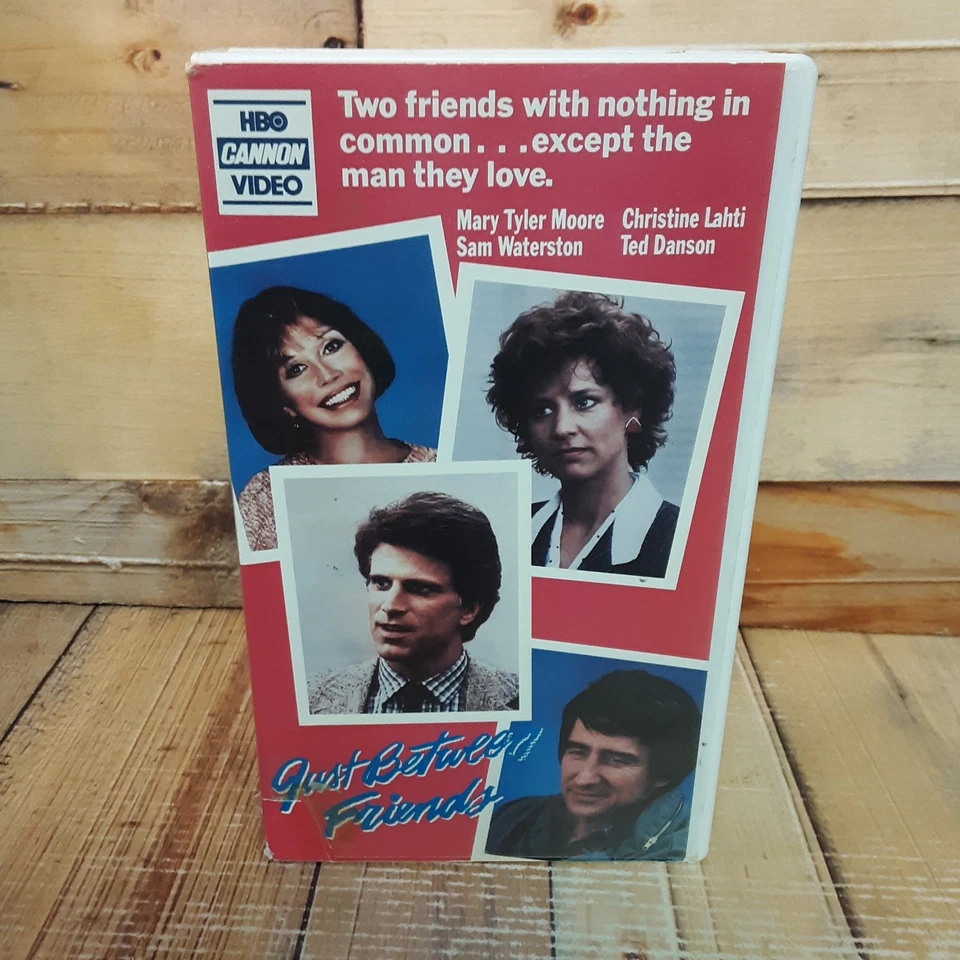 HBO
CANNON
VIDEO
Two friends with nothing in
common . . . except the
man they love.
Mary Tyler Moore Christine Lahti
Sam Waterston Ted Danson
Just Between
Friends